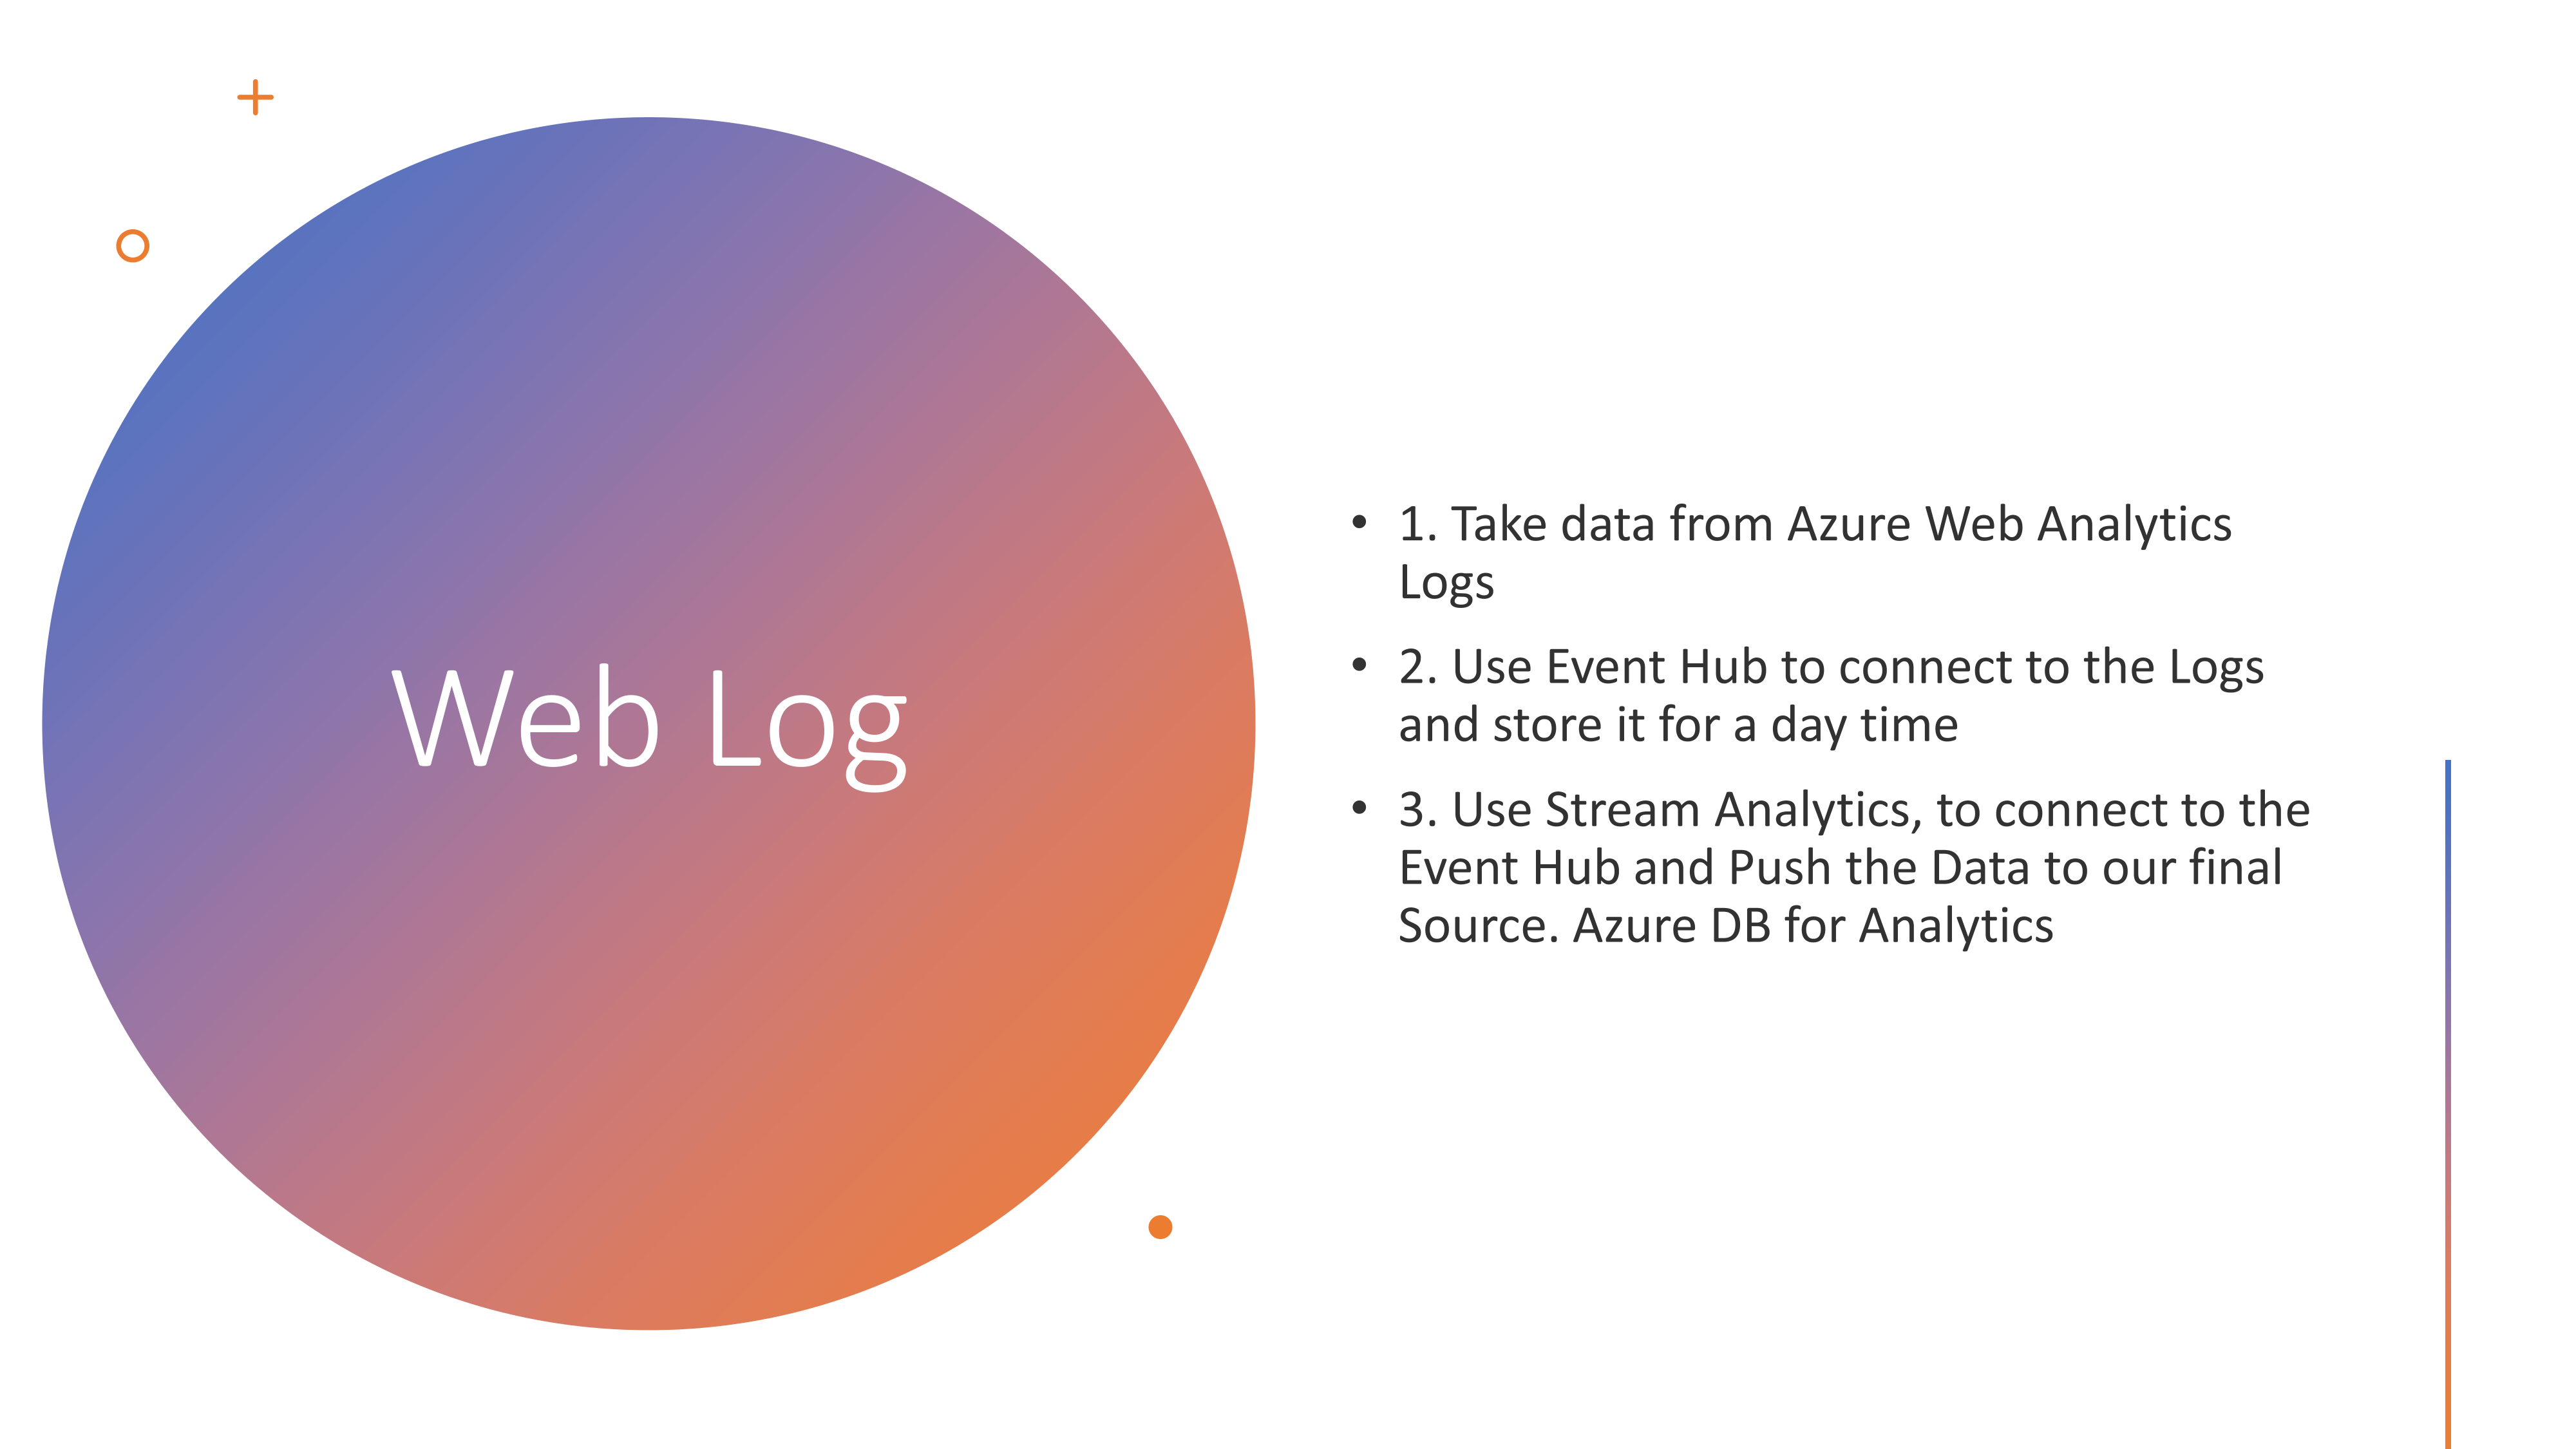 Web Log
• 1. Take data from Azure Web Analytics
Logs
• 2. Use Event Hub to connect to the Logs
and store it for a day time
• 3. Use Stream Analytics, to connect to the
Event Hub and Push the Data to our final
Source. Azure DB for Analytics